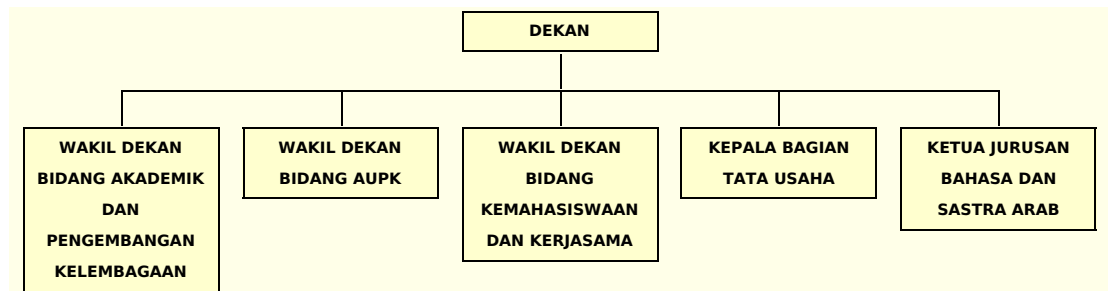 DEKAN
WAKIL DEKAN
BIDANG AKADEMIK
DAN
PENGEMBANGAN
KELEMBAGAAN
WAKIL DEKAN
BIDANG AUPK
WAKIL DEKAN
BIDANG
KEMAHASISWAAN
DAN KERJASAMA
KEPALA BAGIAN
TATA USAHA
KETUA JURUSAN
BAHASA DAN
SASTRA ARAB